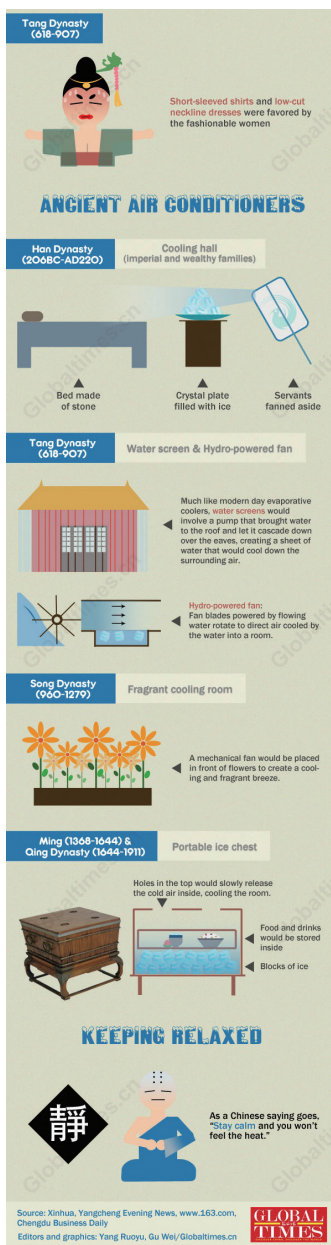 Tang Dynasty
(618-907)
Short-sleeved shirts and low-cut
neckline dresses were favored by
the fashionable women
ANCIENT AIR CONDITIONERS
Han Dynasty
(206BC-AD220)
Cooling hall
(imperial and wealthy families)
Bed made
of stone
Crystal plate
filled with ice
Servants
fanned aside
Tang Dynasty
(618-907)
Water screen & Hydro-powered fan
Much like modern day evaporative
coolers, water screens would
involve a pump that brought water
to the roof and let it cascade down
over the eaves, creating a sheet of
water that would cool down the
surrounding air.
Hydro-powered fan:
Fan blades powered by flowing
water rotate to direct air cooled by
the water into a room.
Song Dynasty
(960-1279)
Fragrant cooling room
A mechanical fan would be placed
in front of flowers to create a cool-
ing and fragrant breeze.
Ming (1368-1644) &
Qing Dynasty (1644-1911)
Portable ice chest
Holes in the top would slowly release
the cold air inside, cooling the room.
Food and drinks
would be stored
inside
Blocks of ice
KEEPING RELAXED
靜
As a Chinese saying goes,
"Stay calm and you won't
feel the heat."
Source: Xinhua, Yangcheng Evening News, www.163.com,
Chengdu Business Daily
Editors and graphics: Yang Ruoyu, Gu Wei/Globaltimes.cn
GLOBAL
TIMES
Globaltimes.cn